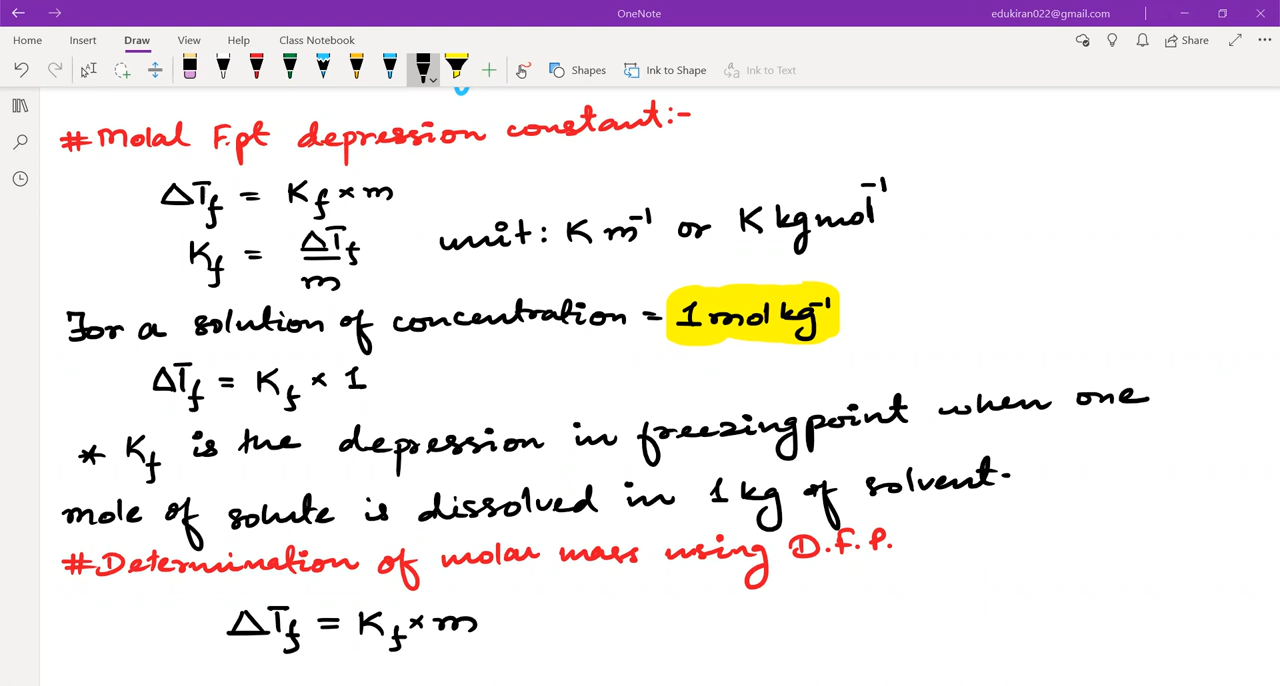 OneNote
edukiran022@gmail.com
Home Insert Draw View Help Class Notebook
Share
Shapes Ink to Shape Ink to Text
#Molal F.pt depression constant:-
ΔTf = Kf × m
Kf = ΔTf/m unit: K m⁻¹ or K kg mol⁻¹
For a solution of concentration = 1 mol kg⁻¹
ΔTf = Kf × 1
* Kf is the depression in freezing point when one
mole of solute is dissolved in 1 kg of solvent.
#Determination of molar mass using D.F.P.
ΔTf = Kf × m